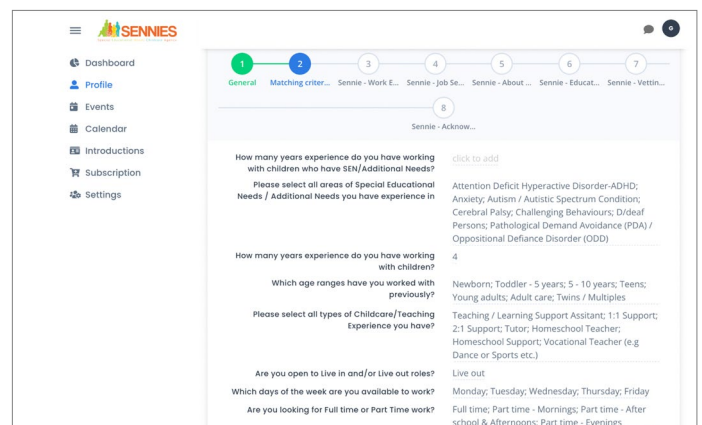 SENNIES
G
Dashboard
Profile
Events
Calendar
Introductions
Subscription
Settings
1
2
3
4
5
6
7
General
Matching criter...
Sennie - Work E...
Sennie - Job Se...
Sennie - About ...
Sennie - Educat...
Sennie - Vettin...
8
Sennie - Acknow...
How many years experience do you have working
with children who have SEN/Additional Needs?
click to add
Please select all areas of Special Educational
Needs / Additional Needs you have experience in
Attention Deficit Hyperactive Disorder-ADHD;
Anxiety; Autism / Autistic Spectrum Condition;
Cerebral Palsy; Challenging Behaviours; D/deaf
Persons; Pathological Demand Avoidance (PDA) /
Oppositional Defiance Disorder (ODD)
How many years experience do you have working
with children?
4
Which age ranges have you worked with
previously?
Newborn; Toddler - 5 years; 5 - 10 years; Teens;
Young adults; Adult care; Twins / Multiples
Please select all types of Childcare/Teaching
Experience you have?
Teaching / Learning Support Assitant; 1:1 Support;
2:1 Support; Tutor; Homeschool Teacher;
Homeschool Support; Vocational Teacher (e.g
Dance or Sports etc.)
Are you open to Live in and/or Live out roles?
Live out
Which days of the week are you available to work?
Monday; Tuesday; Wednesday; Thursday; Friday
Are you looking for Full time or Part Time work?
Full time; Part time - Mornings; Part time - After
school & Afternoons; Part time - Evenings